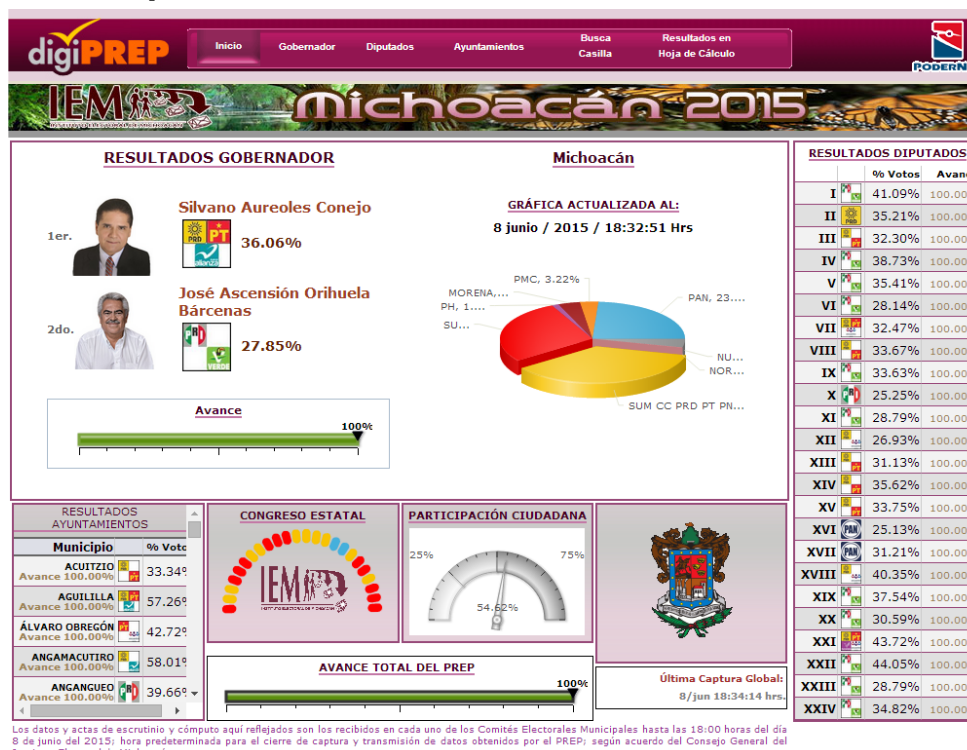 digiPREP
Inicio
Gobernador
Diputados
Ayuntamientos
Busca
Casilla
Resultados en
Hoja de Cálculo
PODERN
IEM
INSTITUTO ELECTORAL DE MICHOACÁN
Michoacán 2015
RESULTADOS GOBERNADOR
1er.
Silvano Aureoles Conejo
PRD PT
alianza
36.06%
2do.
José Ascensión Orihuela
Bárcenas
PRD
VERDE
27.85%
Avance
100%
Michoacán
GRÁFICA ACTUALIZADA AL:
8 junio / 2015 / 18:32:51 Hrs
PMC, 3.22%
MORENA,...
PH, 1....
SU...
PAN, 23....
NU...
NOR...
SUM CC PRD PT PN...
RESULTADOS DIPUTADOS
% Votos Avan
I 41.09% 100.00
II PRD 35.21% 100.00
III 32.30% 100.00
IV 38.73% 100.00
V 35.41% 100.00
VI 28.14% 100.00
VII 32.47% 100.00
VIII 33.67% 100.00
IX 33.63% 100.00
X 25.25% 100.00
XI 28.79% 100.00
XII 26.93% 100.00
XIII 31.13% 100.00
XIV 35.62% 100.00
XV 33.75% 100.00
XVI PAN 25.13% 100.00
XVII PAN 31.21% 100.00
XVIII 40.35% 100.00
XIX 37.54% 100.00
XX 30.59% 100.00
XXI 43.72% 100.00
XXII 44.05% 100.00
XXIII 28.79% 100.00
XXIV 34.82% 100.00
RESULTADOS
AYUNTAMIENTOS
Municipio % Voto
ACUITZIO
Avance 100.00% 33.34%
AGUILILLA
Avance 100.00% 57.26%
ÁLVARO OBREGÓN
Avance 100.00% 42.72%
ANGAMACUTIRO
Avance 100.00% 58.01%
ANGANGUEO
Avance 100.00% 39.66%
CONGRESO ESTATAL
IEM
PARTICIPACIÓN CIUDADANA
25%
75%
54.62%
AVANCE TOTAL DEL PREP
100%
Última Captura Global:
8/jun 18:34:14 hrs.
Los datos y actas de escrutinio y cómputo aquí reflejados son los recibidos en cada uno de los Comités Electorales Municipales hasta las 18:00 horas del día
8 de junio del 2015; hora predeterminada para el cierre de captura y transmisión de datos obtenidos por el PREP; según acuerdo del Consejo General del